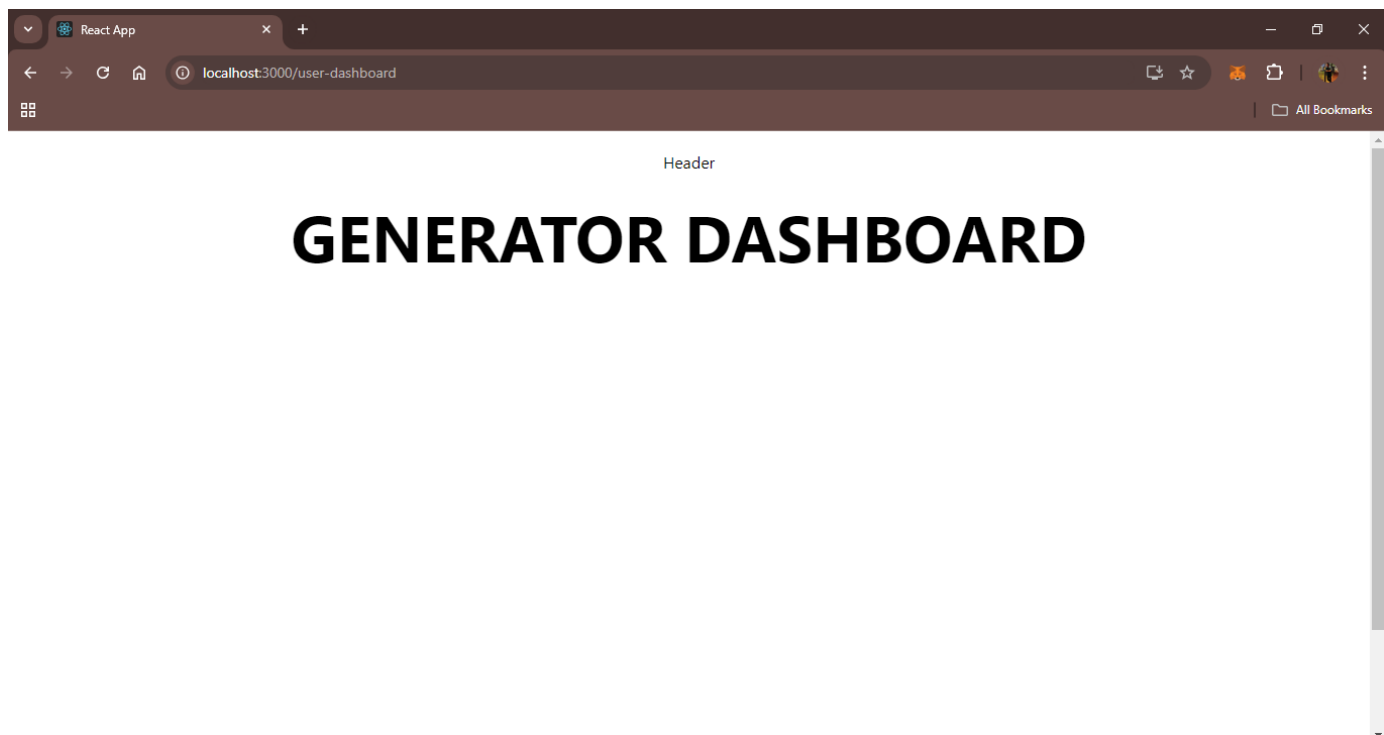 React App
localhost:3000/user-dashboard
All Bookmarks
Header
GENERATOR DASHBOARD